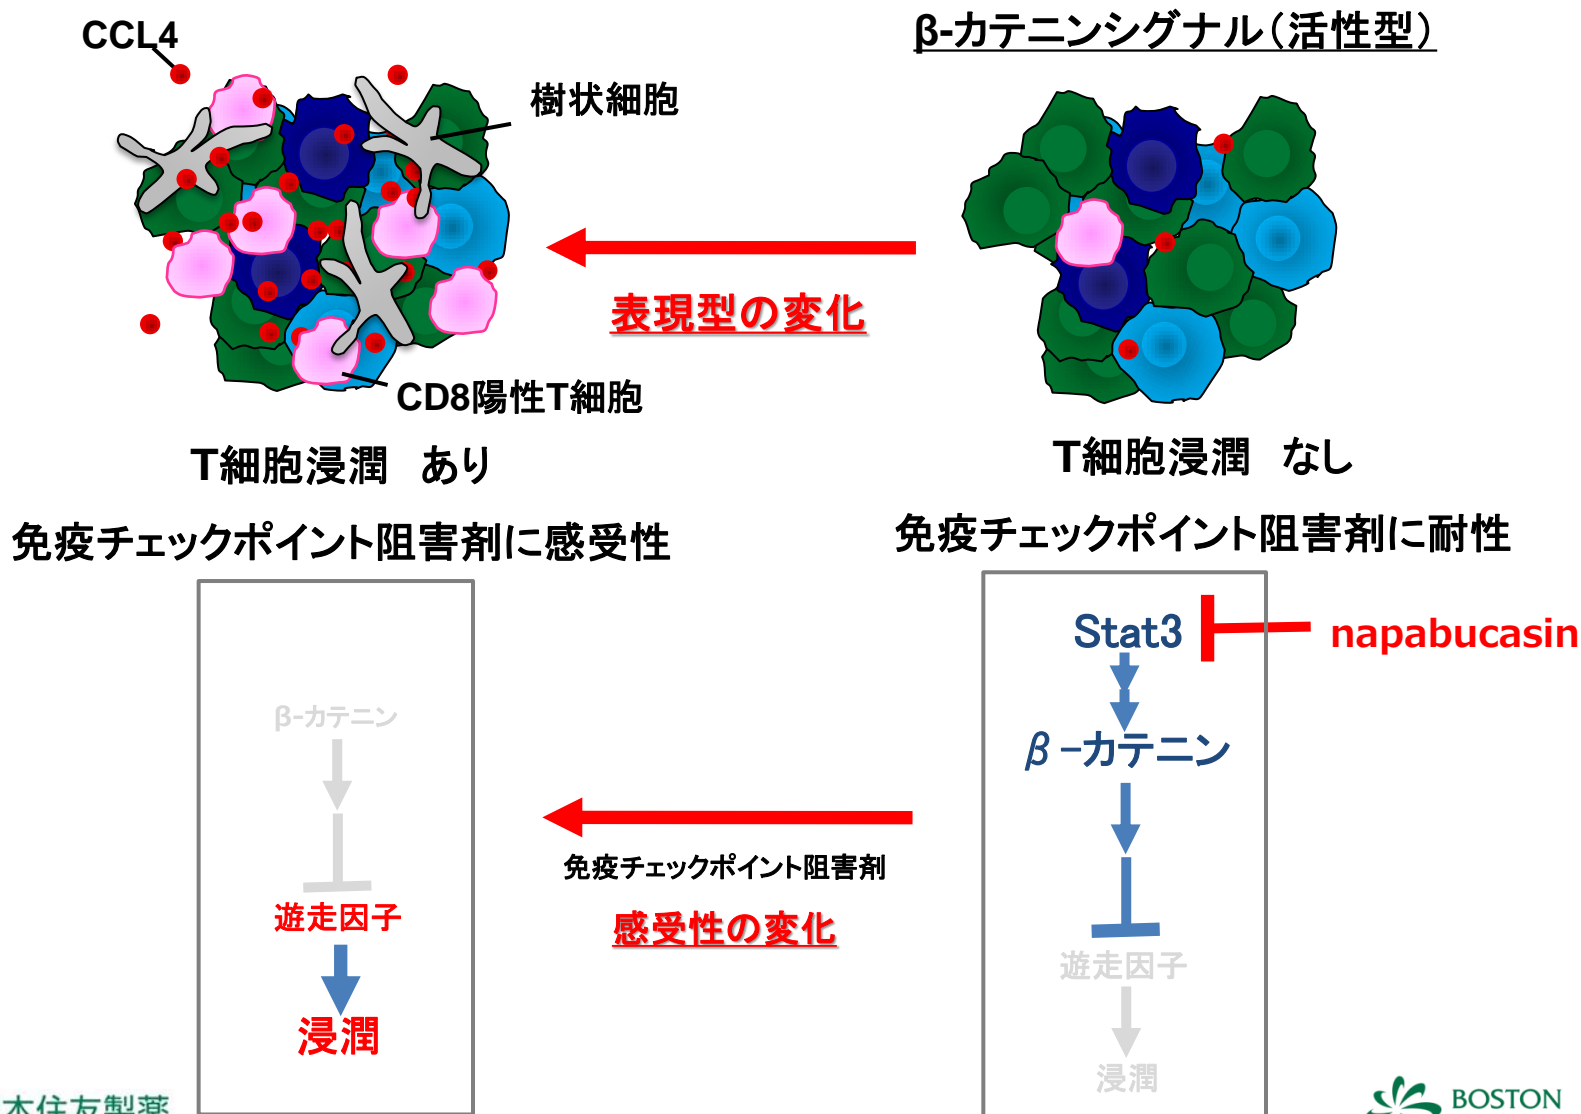 CCL4
β-カテニンシグナル（活性型）
樹状細胞
表現型の変化
CD8陽性T細胞
T細胞浸潤　あり
T細胞浸潤　なし
免疫チェックポイント阻害剤に感受性
免疫チェックポイント阻害剤に耐性
Stat3
napabucasin
β-カテニン
β-カテニン
免疫チェックポイント阻害剤
感受性の変化
遊走因子
遊走因子
浸潤
浸潤
木住友製薬
BOSTON